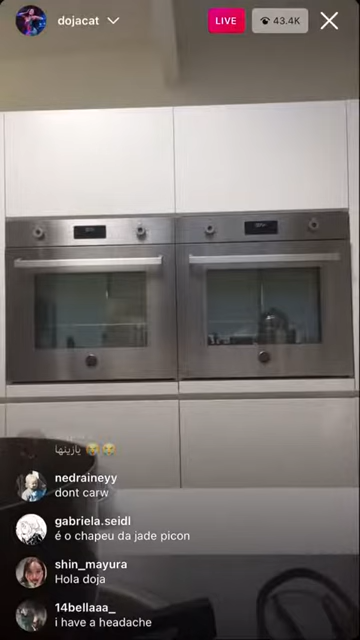 dojacat
LIVE
43.4K
يازينها 😭😭
nedraineyy
dont carw
gabriela.seidl
é o chapeu da jade picon
shin_mayura
Hola doja
14bellaaa_
i have a headache